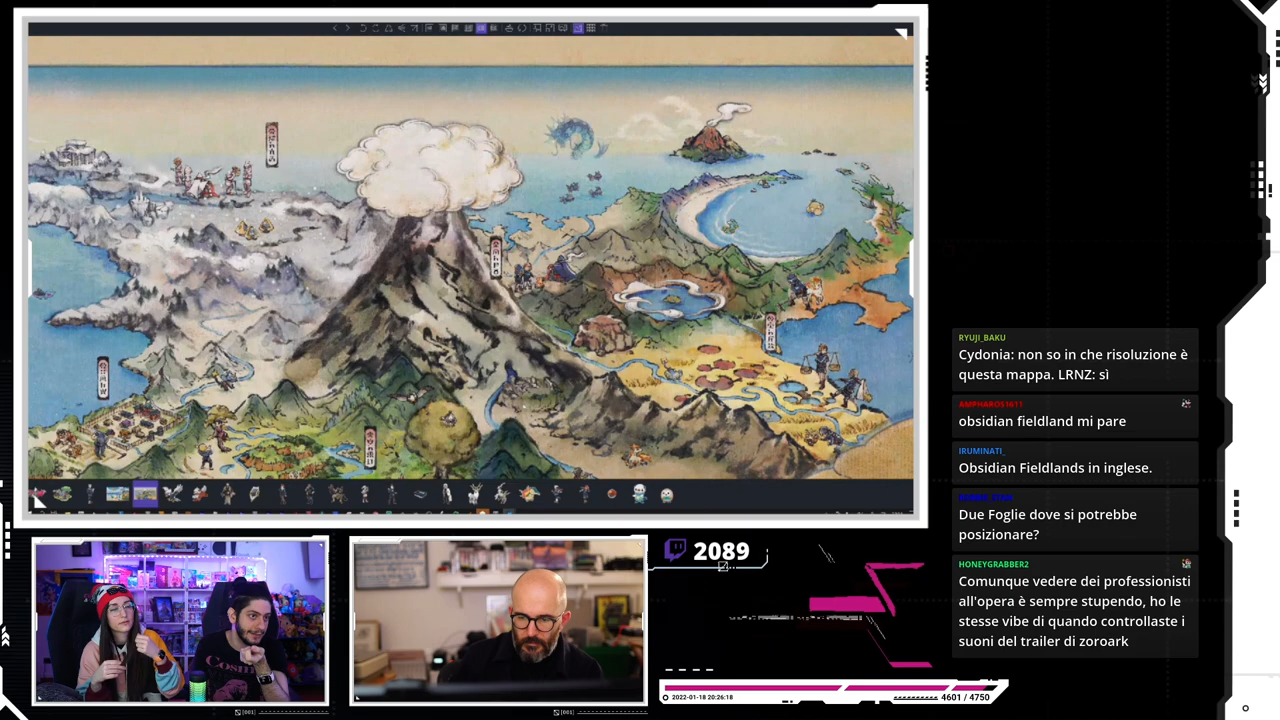 RYUJI_BAKU
Cydonia: non so in che risoluzione è
questa mappa. LRNZ: sì
AMPHAROS1611
obsidian fieldland mi pare
IRUMINATI_
Obsidian Fieldlands in inglese.
Due Foglie dove si potrebbe
posizionare?
HONEYGRABBER2
Comunque vedere dei professionisti
all'opera è sempre stupendo, ho le
stesse vibe di quando controllaste i
suoni del trailer di zoroark
2089
2022-01-18 20:26:18
4601 / 4750